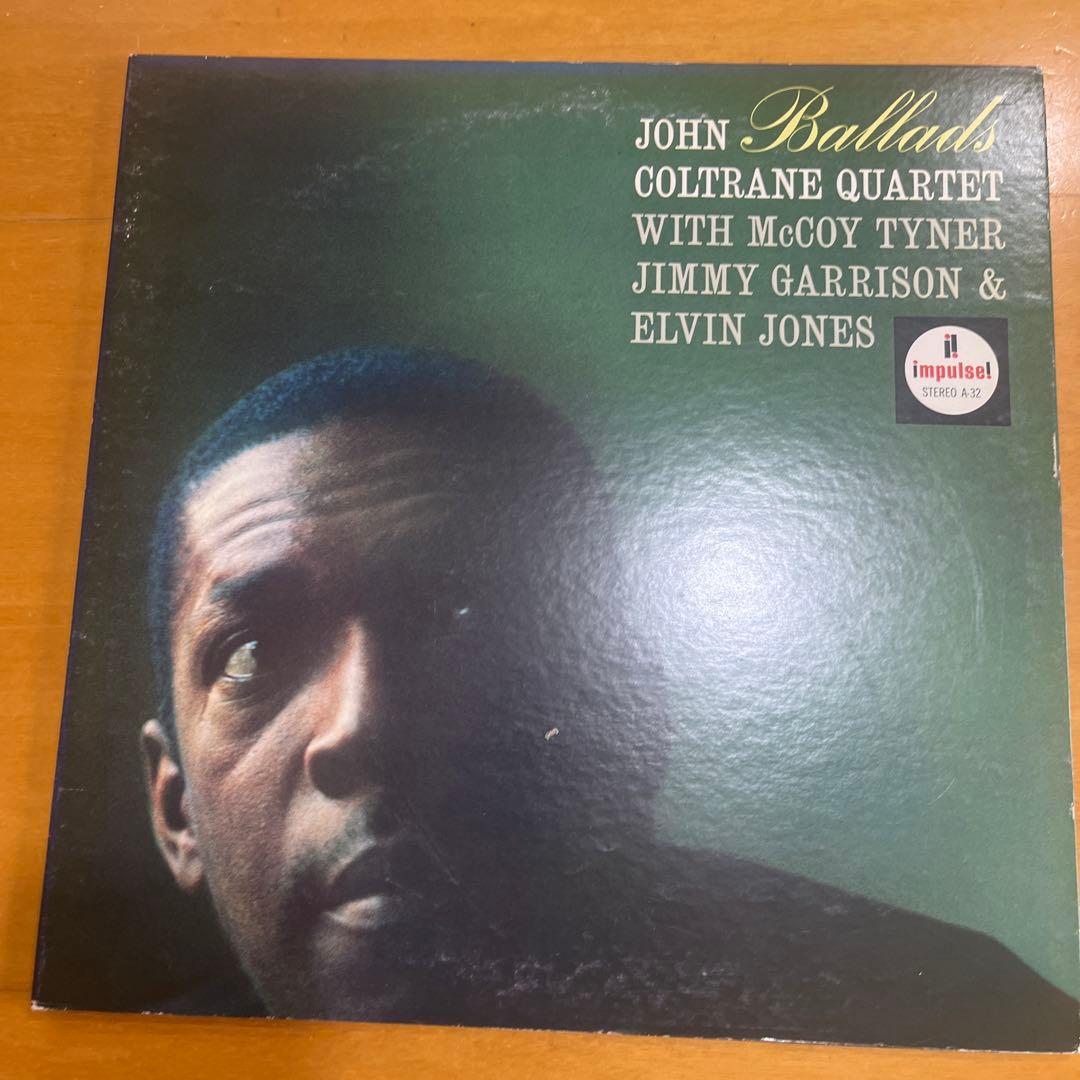 JOHN Ballads
COLTRANE QUARTET
WITH McCOY TYNER
JIMMY GARRISON &
ELVIN JONES
i!
impulse!
STEREO A-32